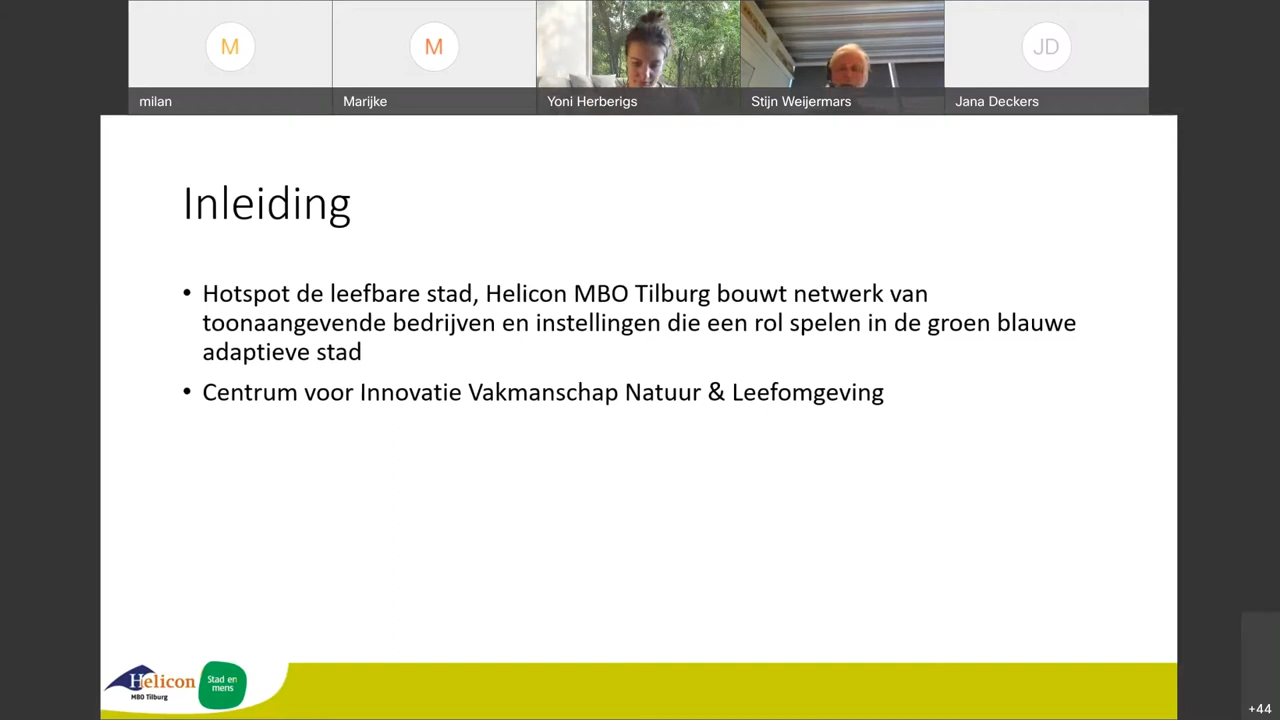 M
M
JD
milan
Marijke
Yoni Herberigs
Stijn Weijermars
Jana Deckers
Inleiding
• Hotspot de leefbare stad, Helicon MBO Tilburg bouwt netwerk van
toonaangevende bedrijven en instellingen die een rol spelen in de groen blauwe
adaptieve stad
• Centrum voor Innovatie Vakmanschap Natuur & Leefomgeving
Helicon
MBO Tilburg
Stad en
mens
+44